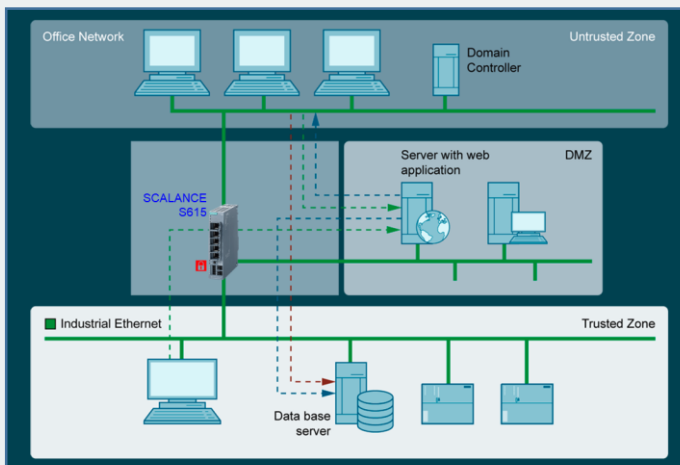 Office Network
Untrusted Zone
Domain
Controller
Server with web
application
DMZ
SCALANCE
S615
Industrial Ethernet
Trusted Zone
Data base
server